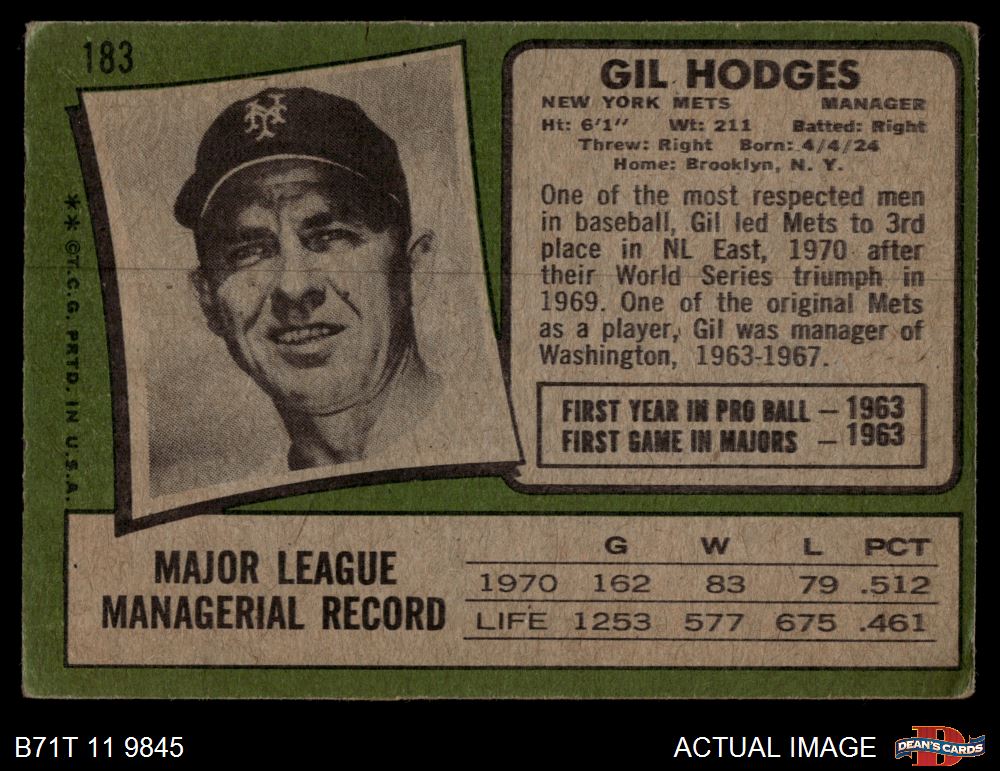 183
GIL HODGES
NEW YORK METS MANAGER
Ht: 6'1" Wt: 211 Batted: Right
Threw: Right Born: 4/4/24
Home: Brooklyn, N. Y.
One of the most respected men
in baseball, Gil led Mets to 3rd
place in NL East, 1970 after
their World Series triumph in
1969. One of the original Mets
as a player, Gil was manager of
Washington, 1963-1967.
FIRST YEAR IN PRO BALL — 1963
FIRST GAME IN MAJORS — 1963
** ©T.C.G. PRTD. IN U.S.A.
MAJOR LEAGUE
MANAGERIAL RECORD
G W L PCT
1970 162 83 79 .512
LIFE 1253 577 675 .461
B71T 11 9845
ACTUAL IMAGE
DEAN'S CARDS